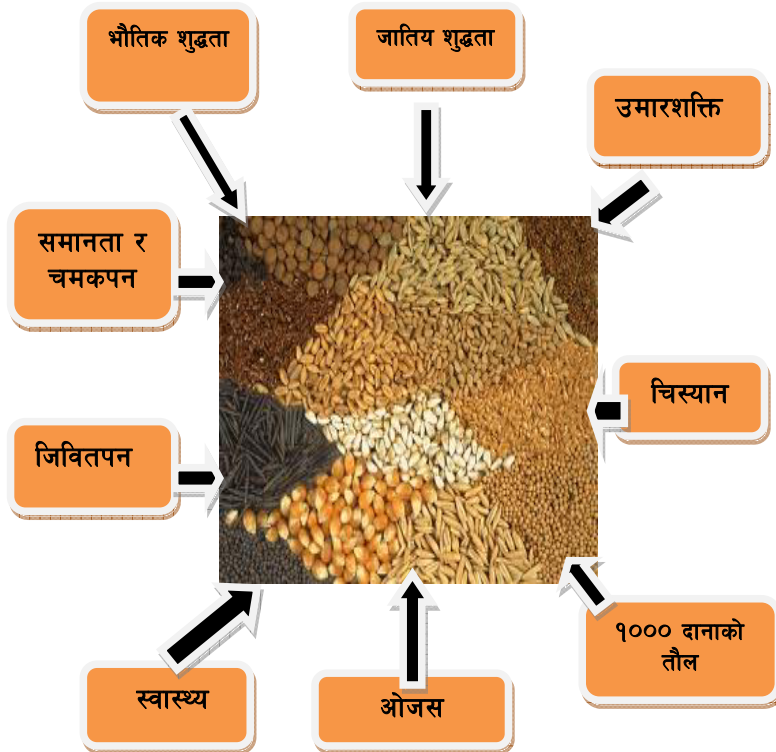 भौतिक शुद्धता
जातिय शुद्धता
उमारशक्ति
समानता र
चमकपन
चिस्यान
जिवितपन
१००० दानाको
तौल
स्वास्थ्य
ओजस